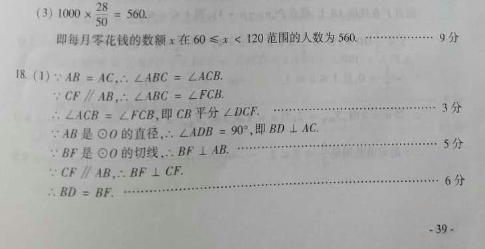 (3) 1000 × 28/50 = 560.
即每月零花钱的数额 x 在 60 ≤ x < 120 范围的人数为 560. …………… 9 分
18. (1) ∵ AB = AC, ∴ ∠ABC = ∠ACB.
∵ CF ∥ AB, ∴ ∠ABC = ∠FCB.
∴ ∠ACB = ∠FCB, 即 CB 平分 ∠DCF. …………… 3 分
∵ AB 是 ⊙O 的直径, ∴ ∠ADB = 90°, 即 BD ⊥ AC.
∵ BF 是 ⊙O 的切线, ∴ BF ⊥ AB. …………… 5 分
∵ CF ∥ AB, ∴ BF ⊥ CF.
∴ BD = BF. …………… 6 分
- 39 -